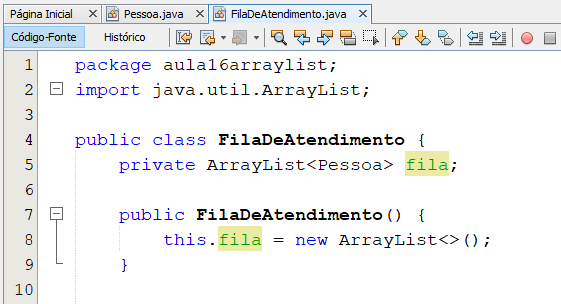 Página Inicial Pessoa.java FilaDeAtendimento.java
Código-Fonte Histórico
1 package aula16arraylist;
2 import java.util.ArrayList;
3
4 public class FilaDeAtendimento {
5 private ArrayList<Pessoa> fila;
6
7 public FilaDeAtendimento() {
8 this.fila = new ArrayList<>();
9 }
10